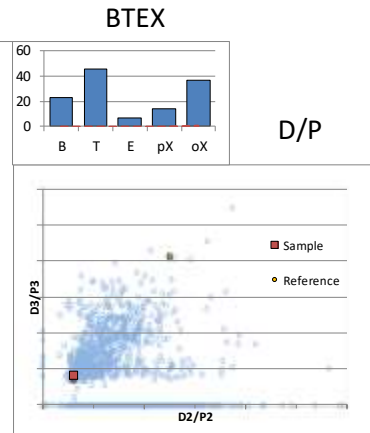 BTEX
60
40
20
0
B T E pX oX
D/P
Sample
Reference
D3/P3
D2/P2